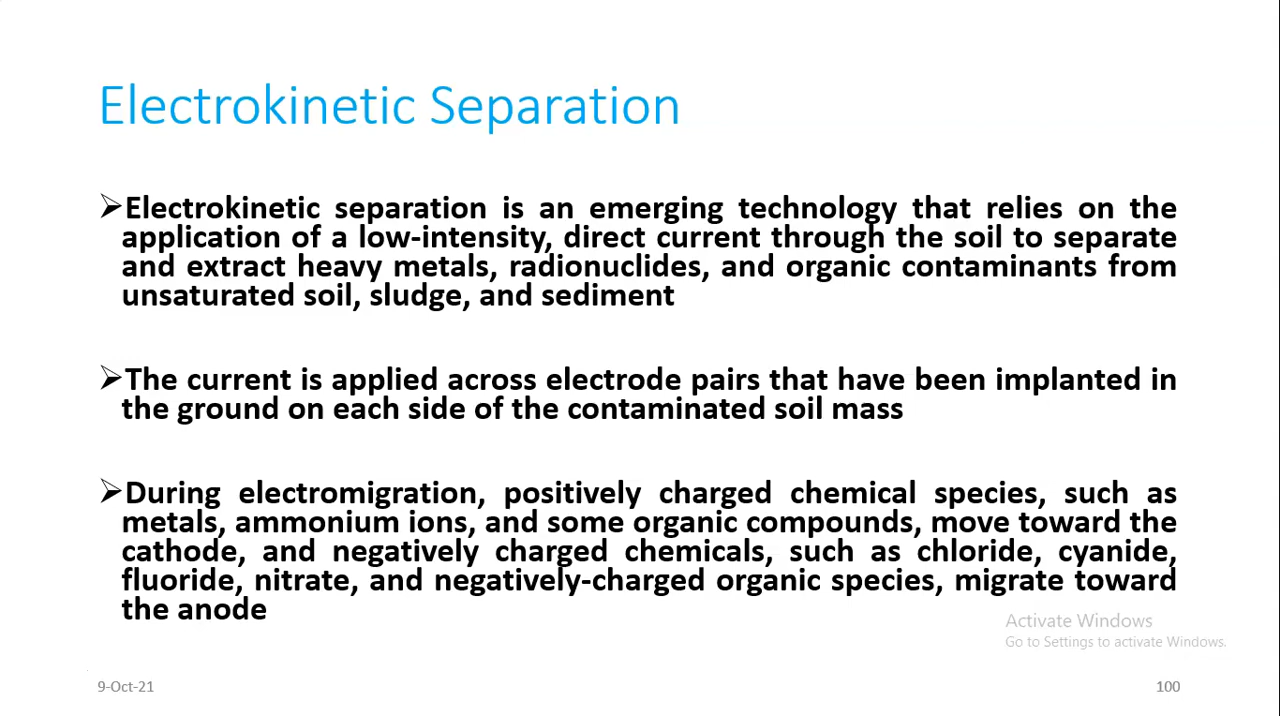 Electrokinetic Separation
➢Electrokinetic separation is an emerging technology that relies on the
application of a low-intensity, direct current through the soil to separate
and extract heavy metals, radionuclides, and organic contaminants from
unsaturated soil, sludge, and sediment
➢The current is applied across electrode pairs that have been implanted in
the ground on each side of the contaminated soil mass
➢During electromigration, positively charged chemical species, such as
metals, ammonium ions, and some organic compounds, move toward the
cathode, and negatively charged chemicals, such as chloride, cyanide,
fluoride, nitrate, and negatively-charged organic species, migrate toward
the anode
Activate Windows
Go to Settings to activate Windows.
9-Oct-21
100